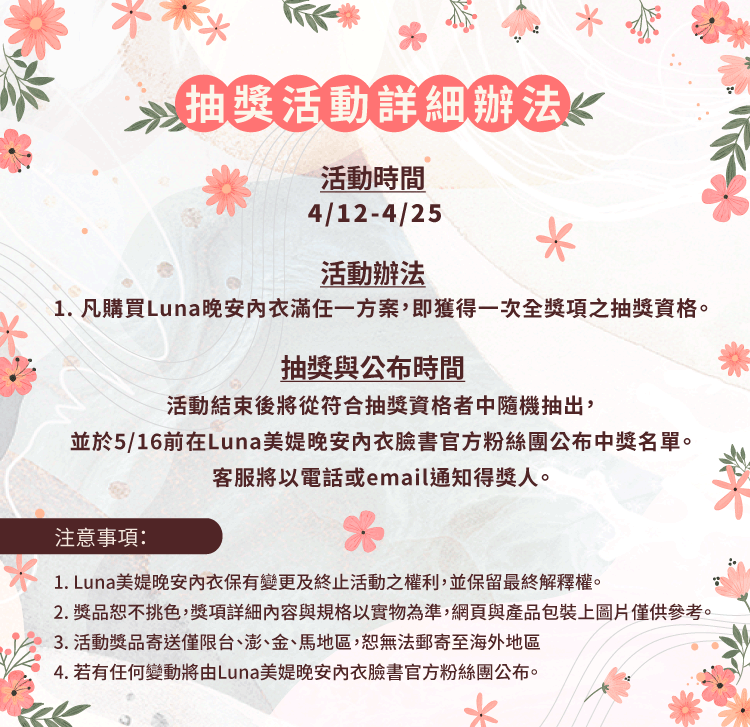 抽獎活動詳細辦法
活動時間
4/12-4/25
活動辦法
1. 凡購買Luna晚安內衣滿任一方案，即獲得一次全獎項之抽獎資格。
抽獎與公布時間
活動結束後將從符合抽獎資格者中隨機抽出，
並於5/16前在Luna美媞晚安內衣臉書官方粉絲團公布中獎名單。
客服將以電話或email通知得獎人。
注意事項：
1. Luna美媞晚安內衣保有變更及終止活動之權利，並保留最終解釋權。
2. 獎品恕不挑色，獎項詳細內容與規格以實物為準，網頁與產品包裝上圖片僅供參考。
3. 活動獎品寄送僅限台、澎、金、馬地區，恕無法郵寄至海外地區
4. 若有任何變動將由Luna美媞晚安內衣臉書官方粉絲團公布。